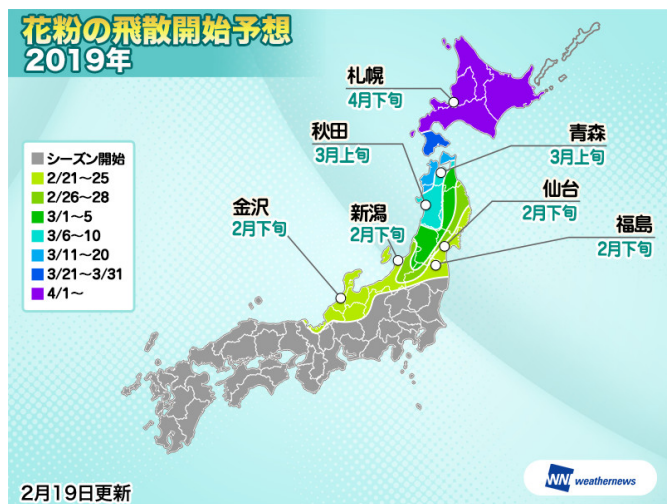 花粉の飛散開始予想
2019年
札幌
4月下旬
秋田
3月上旬
青森
3月上旬
シーズン開始
2/21〜25
2/26〜28
3/1〜5
3/6〜10
3/11〜20
3/21〜3/31
4/1〜
金沢
2月下旬
新潟
2月下旬
仙台
2月下旬
福島
2月下旬
2月19日更新
WNI weathernews